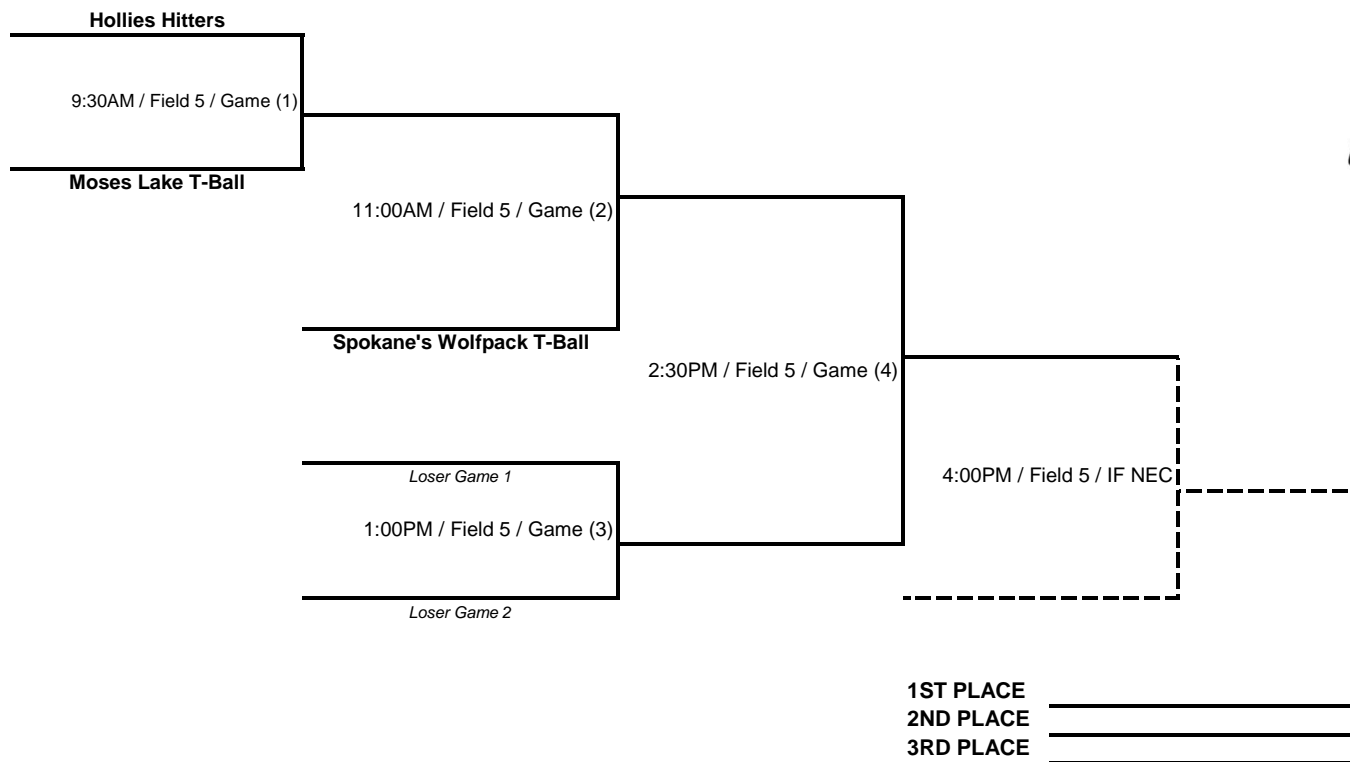 Hollies Hitters
9:30AM / Field 5 / Game (1)
Moses Lake T-Ball
11:00AM / Field 5 / Game (2)
Spokane's Wolfpack T-Ball
2:30PM / Field 5 / Game (4)
Loser Game 1
4:00PM / Field 5 / IF NEC
1:00PM / Field 5 / Game (3)
Loser Game 2
1ST PLACE
2ND PLACE
3RD PLACE